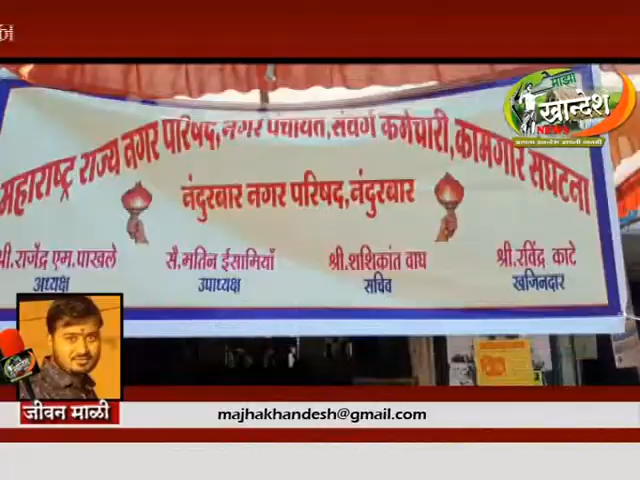 माझा
खान्देश
NEWS
महाराष्ट्र राज्य नगर परिषद,नगर पंचायत,संवर्ग कर्मचारी,कामगार संघटना
नंदुरबार नगर परिषद,नंदुरबार
श्री.राजेंद्र एम.पाखले सै.मतिन ईसामियाँ श्री.शशिकांत वाघ श्री.रविंद्र काटे
अध्यक्ष उपाध्यक्ष सचिव खजिनदार
जीवन माळी
majhakhandesh@gmail.com